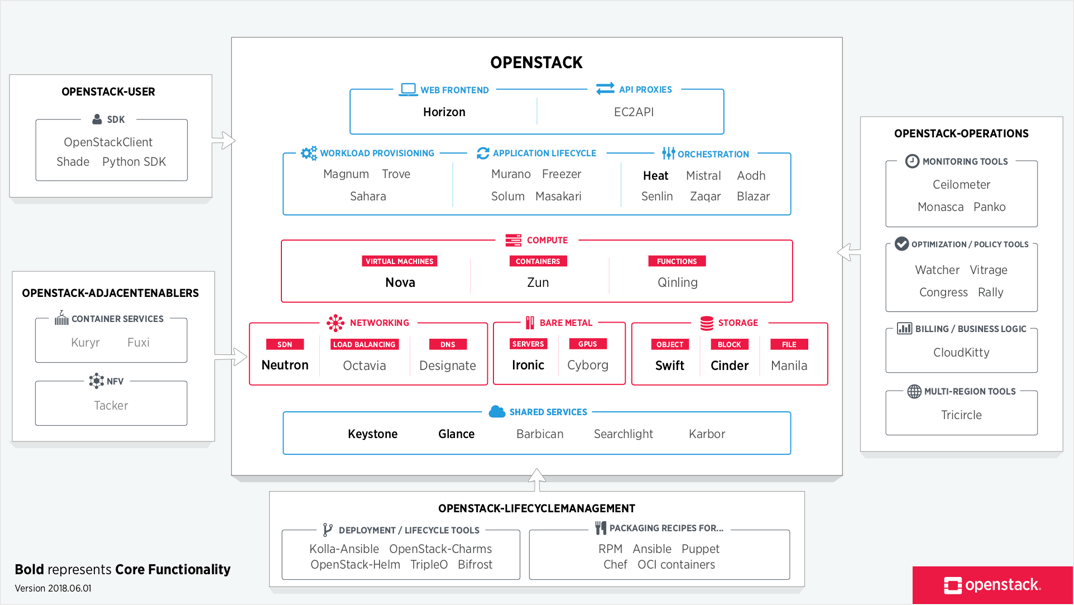 OPENSTACK
WEB FRONTEND
Horizon
API PROXIES
EC2API
WORKLOAD PROVISIONING
Magnum Trove
Sahara
APPLICATION LIFECYCLE
Murano Freezer
Solum Masakari
ORCHESTRATION
Heat Mistral Aodh
Senlin Zaqar Blazar
COMPUTE
VIRTUAL MACHINES
Nova
CONTAINERS
Zun
FUNCTIONS
Qinling
NETWORKING
SDN
Neutron
LOAD BALANCING
Octavia
DNS
Designate
BARE METAL
SERVERS
Ironic
GPUS
Cyborg
STORAGE
OBJECT
Swift
BLOCK
Cinder
FILE
Manila
SHARED SERVICES
Keystone Glance Barbican Searchlight Karbor
OPENSTACK-USER
SDK
OpenStackClient
Shade Python SDK
OPENSTACK-ADJACENTENABLERS
CONTAINER SERVICES
Kuryr Fuxi
NFV
Tacker
OPENSTACK-OPERATIONS
MONITORING TOOLS
Ceilometer
Monasca Panko
OPTIMIZATION / POLICY TOOLS
Watcher Vitrage
Congress Rally
BILLING / BUSINESS LOGIC
CloudKitty
MULTI-REGION TOOLS
Tricircle
OPENSTACK-LIFECYCLEMANAGEMENT
DEPLOYMENT / LIFECYCLE TOOLS
Kolla-Ansible OpenStack-Charms
OpenStack-Helm TripleO Bifrost
PACKAGING RECIPES FOR...
RPM Ansible Puppet
Chef OCI containers
Bold represents Core Functionality
Version 2018.06.01
openstack.